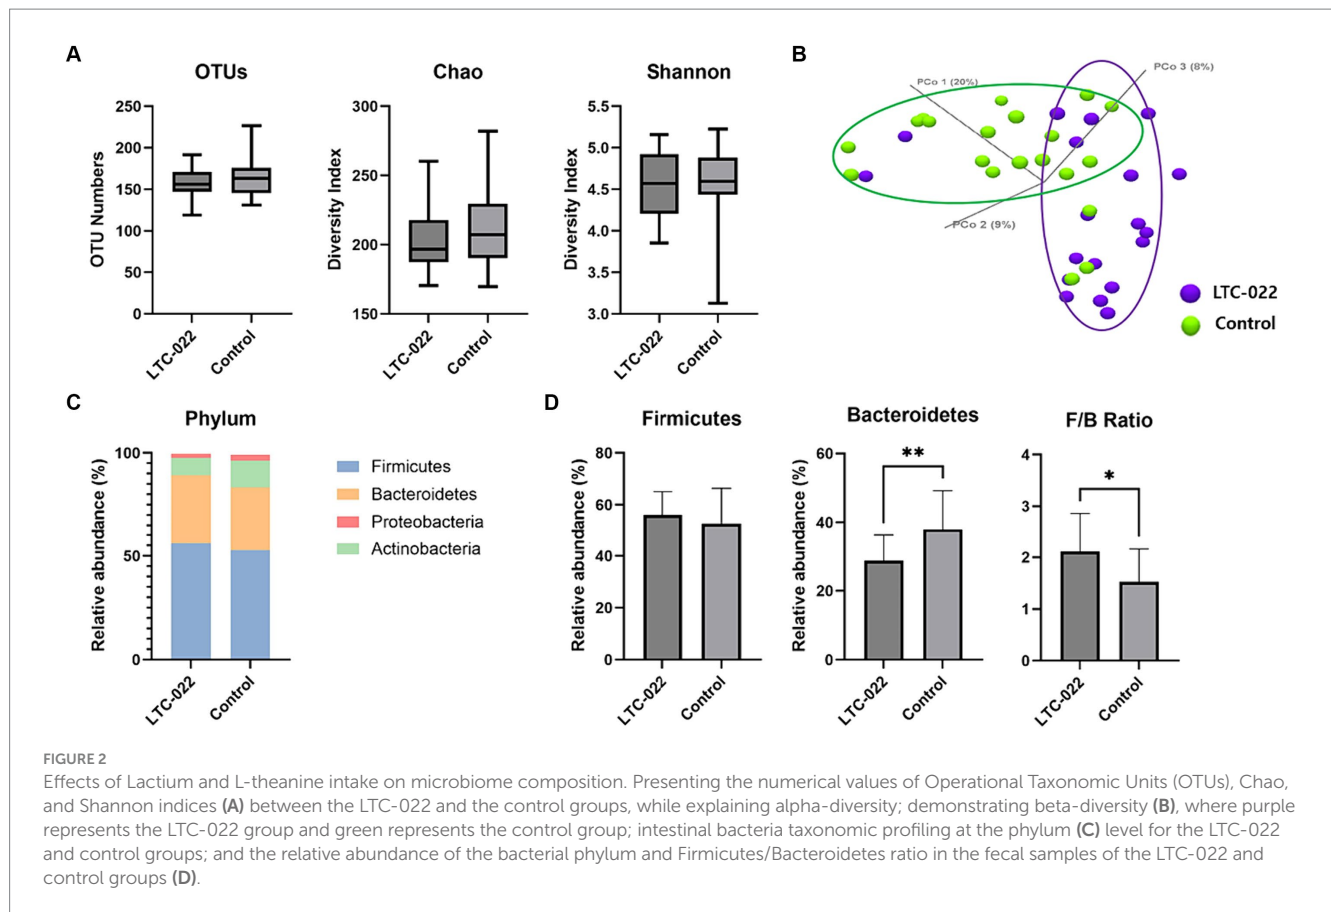 A
OTUs
OTU Numbers
250
200
150
100
50
0
LTC-022
Control
Chao
Diversity Index
300
250
200
150
LTC-022
Control
Shannon
Diversity Index
5.5
5.0
4.5
4.0
3.5
3.0
LTC-022
Control
B
PCo 1 (20%)
PCo 3 (8%)
PCo 2 (9%)
LTC-022
Control
C
Phylum
Relative abundance (%)
100
50
0
LTC-022
Control
Firmicutes
Bacteroidetes
Proteobacteria
Actinobacteria
D
Firmicutes
Relative abundance (%)
80
60
40
20
0
LTC-022
Control
Bacteroidetes
**
Relative abundance (%)
60
40
20
0
LTC-022
Control
F/B Ratio
*
4
3
2
1
0
LTC-022
Control
FIGURE 2
Effects of Lactium and L-theanine intake on microbiome composition. Presenting the numerical values of Operational Taxonomic Units (OTUs), Chao,
and Shannon indices (A) between the LTC-022 and the control groups, while explaining alpha-diversity; demonstrating beta-diversity (B), where purple
represents the LTC-022 group and green represents the control group; intestinal bacteria taxonomic profiling at the phylum (C) level for the LTC-022
and control groups; and the relative abundance of the bacterial phylum and Firmicutes/Bacteroidetes ratio in the fecal samples of the LTC-022 and
control groups (D).